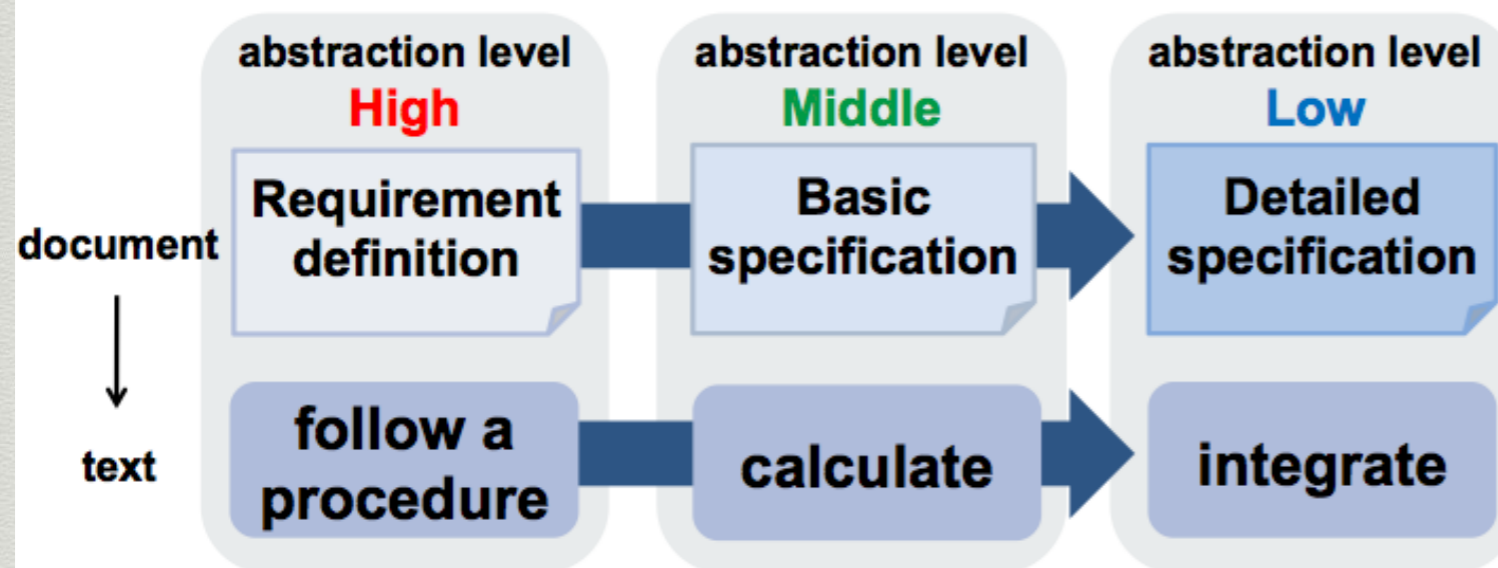 abstraction level
High
abstraction level
Middle
abstraction level
Low
document
Requirement
definition
Basic
specification
Detailed
specification
text
follow a
procedure
calculate
integrate